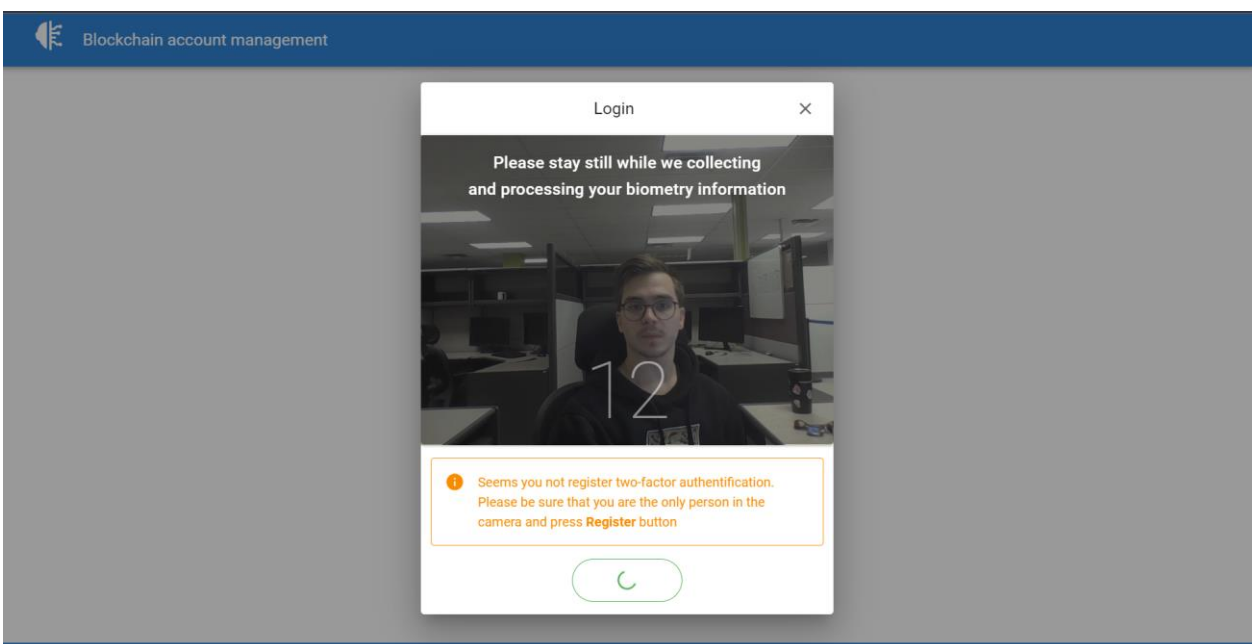 Blockchain account management
Login
Please stay still while we collecting
and processing your biometry information
12
Seems you not register two-factor authentification.
Please be sure that you are the only person in the
camera and press Register button